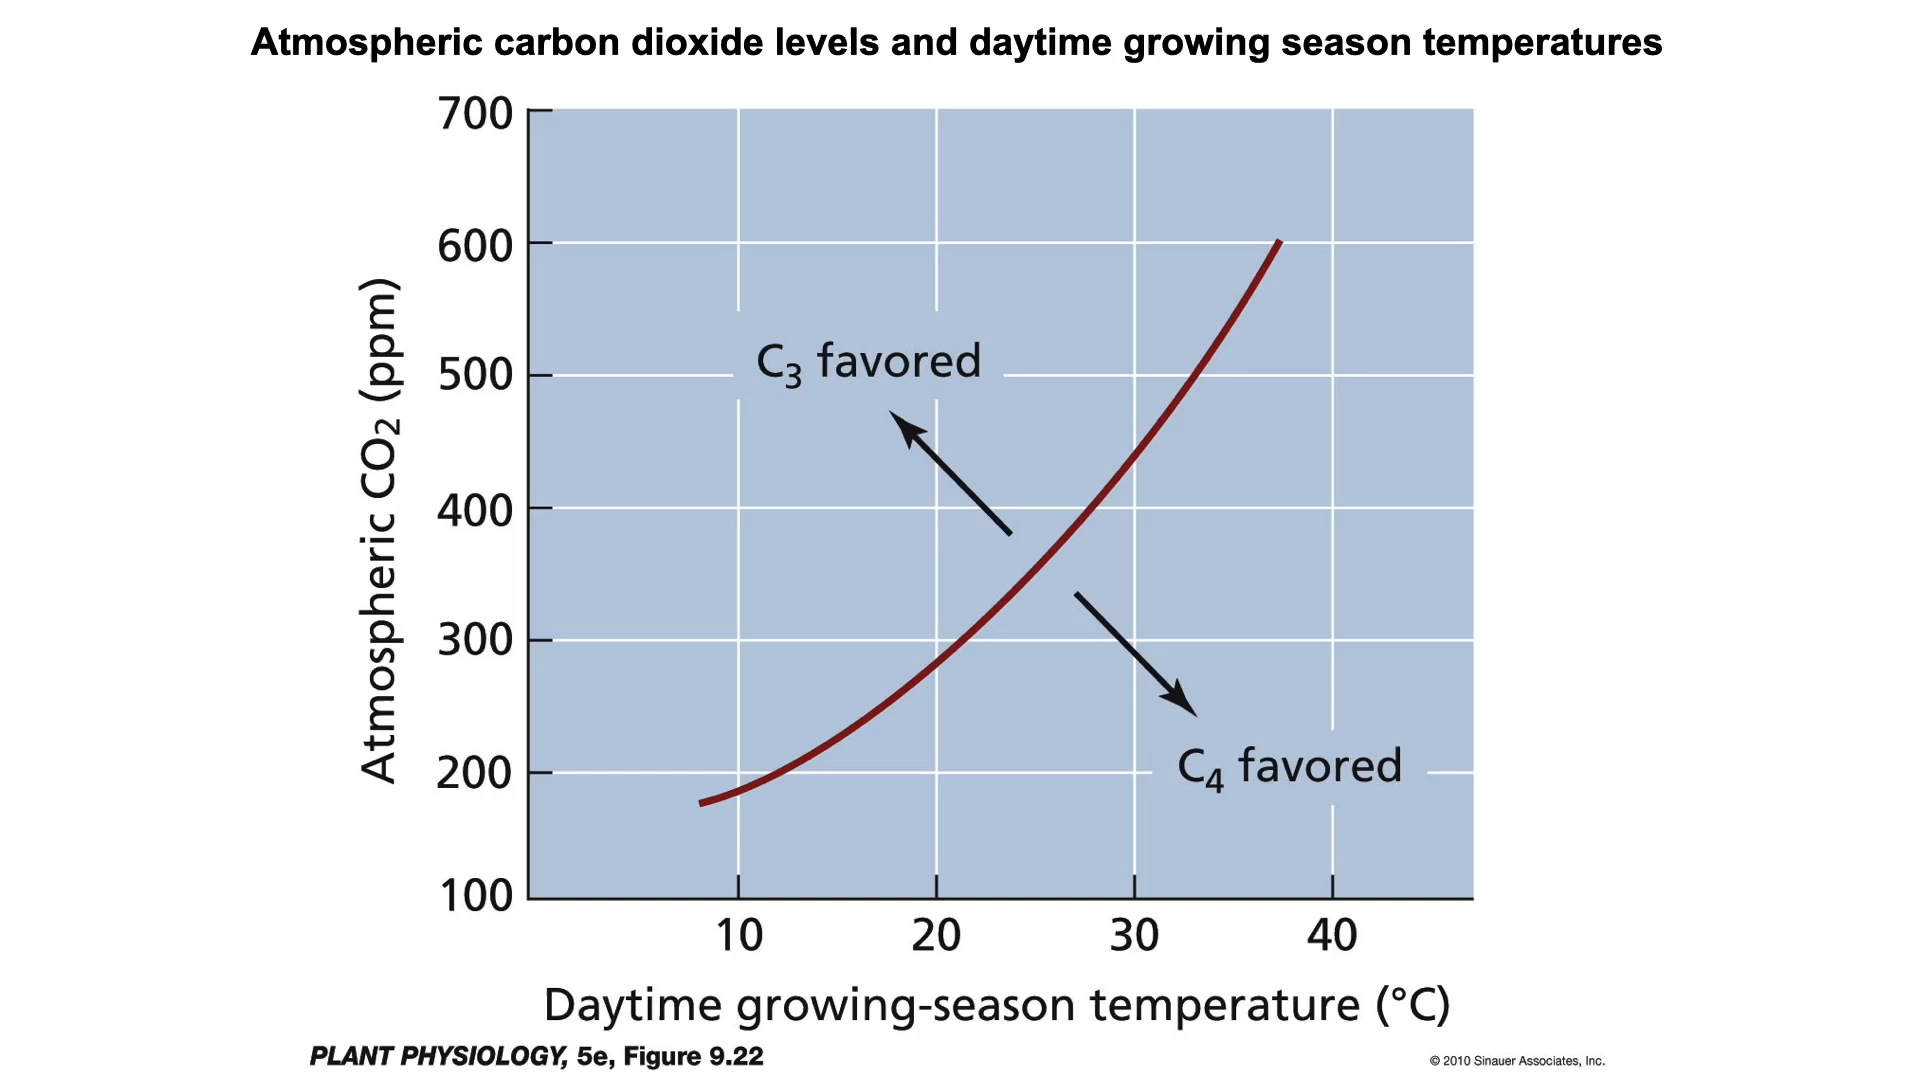 Atmospheric carbon dioxide levels and daytime growing season temperatures
700
600
500
400
300
200
100
Atmospheric CO₂ (ppm)
C₃ favored
C₄ favored
10 20 30 40
Daytime growing-season temperature (°C)
PLANT PHYSIOLOGY, 5e, Figure 9.22
© 2010 Sinauer Associates, Inc.